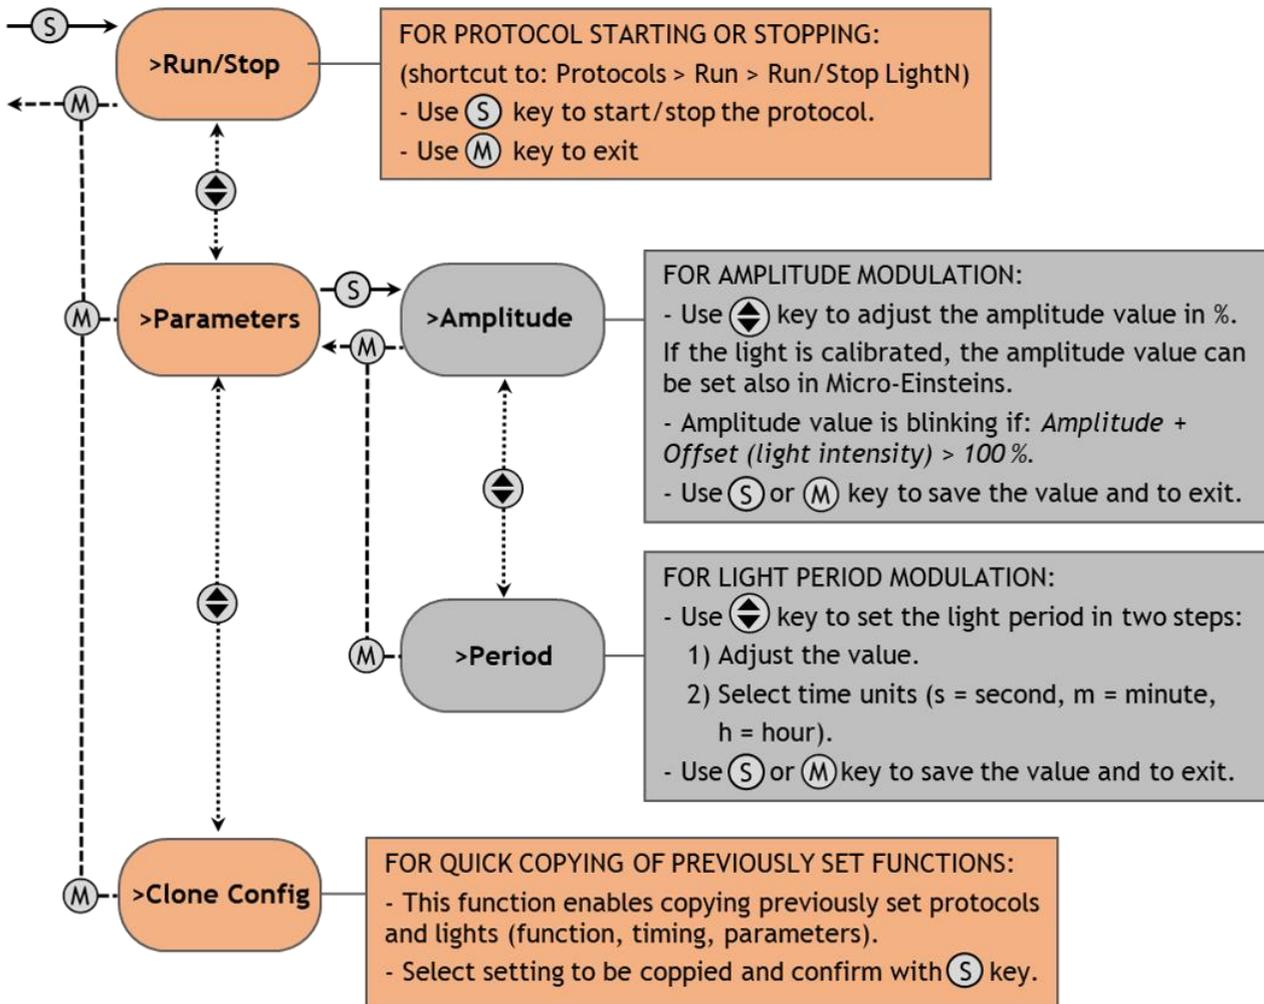 S
>Run/Stop
M
FOR PROTOCOL STARTING OR STOPPING:
(shortcut to: Protocols > Run > Run/Stop LightN)
- Use S key to start/stop the protocol.
- Use M key to exit
M
>Parameters
S
M
>Amplitude
FOR AMPLITUDE MODULATION:
- Use key to adjust the amplitude value in %.
If the light is calibrated, the amplitude value can
be set also in Micro-Einsteins.
- Amplitude value is blinking if: Amplitude +
Offset (light intensity) > 100 %.
- Use S or M key to save the value and to exit.
M
>Period
FOR LIGHT PERIOD MODULATION:
- Use key to set the light period in two steps:
1) Adjust the value.
2) Select time units (s = second, m = minute,
h = hour).
- Use S or M key to save the value and to exit.
M
>Clone Config
FOR QUICK COPYING OF PREVIOUSLY SET FUNCTIONS:
- This function enables copying previously set protocols
and lights (function, timing, parameters).
- Select setting to be coppied and confirm with S key.